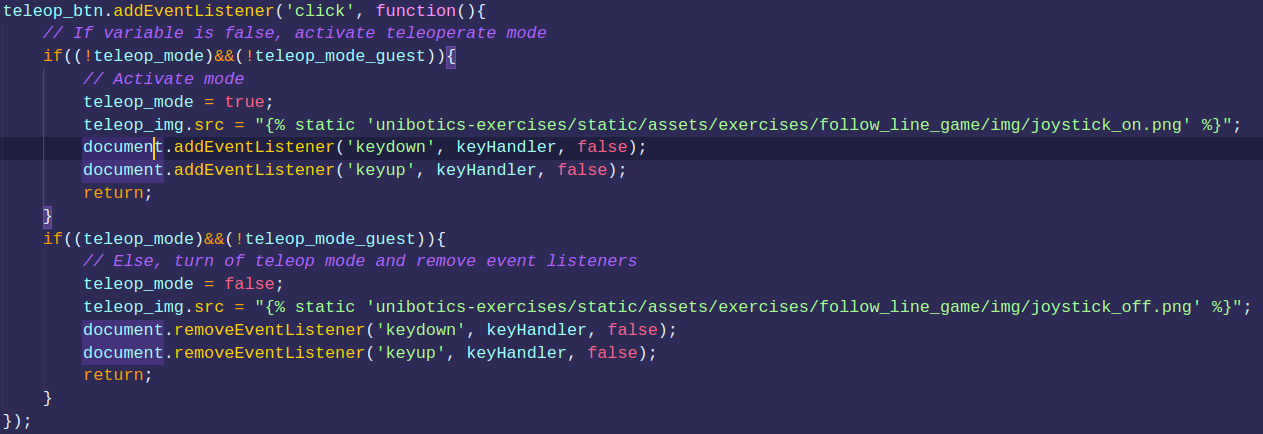 teleop_btn.addEventListener('click', function(){
    // If variable is false, activate teleoperate mode
    if((!teleop_mode)&&(!teleop_mode_guest)){
        // Activate mode
        teleop_mode = true;
        teleop_img.src = "{% static 'unibotics-exercises/static/assets/exercises/follow_line_game/img/joystick_on.png' %}";
        document.addEventListener('keydown', keyHandler, false);
        document.addEventListener('keyup', keyHandler, false);
        return;
    }
    if((teleop_mode)&&(!teleop_mode_guest)){
        // Else, turn of teleop mode and remove event listeners
        teleop_mode = false;
        teleop_img.src = "{% static 'unibotics-exercises/static/assets/exercises/follow_line_game/img/joystick_off.png' %}";
        document.removeEventListener('keydown', keyHandler, false);
        document.removeEventListener('keyup', keyHandler, false);
        return;
    }
});